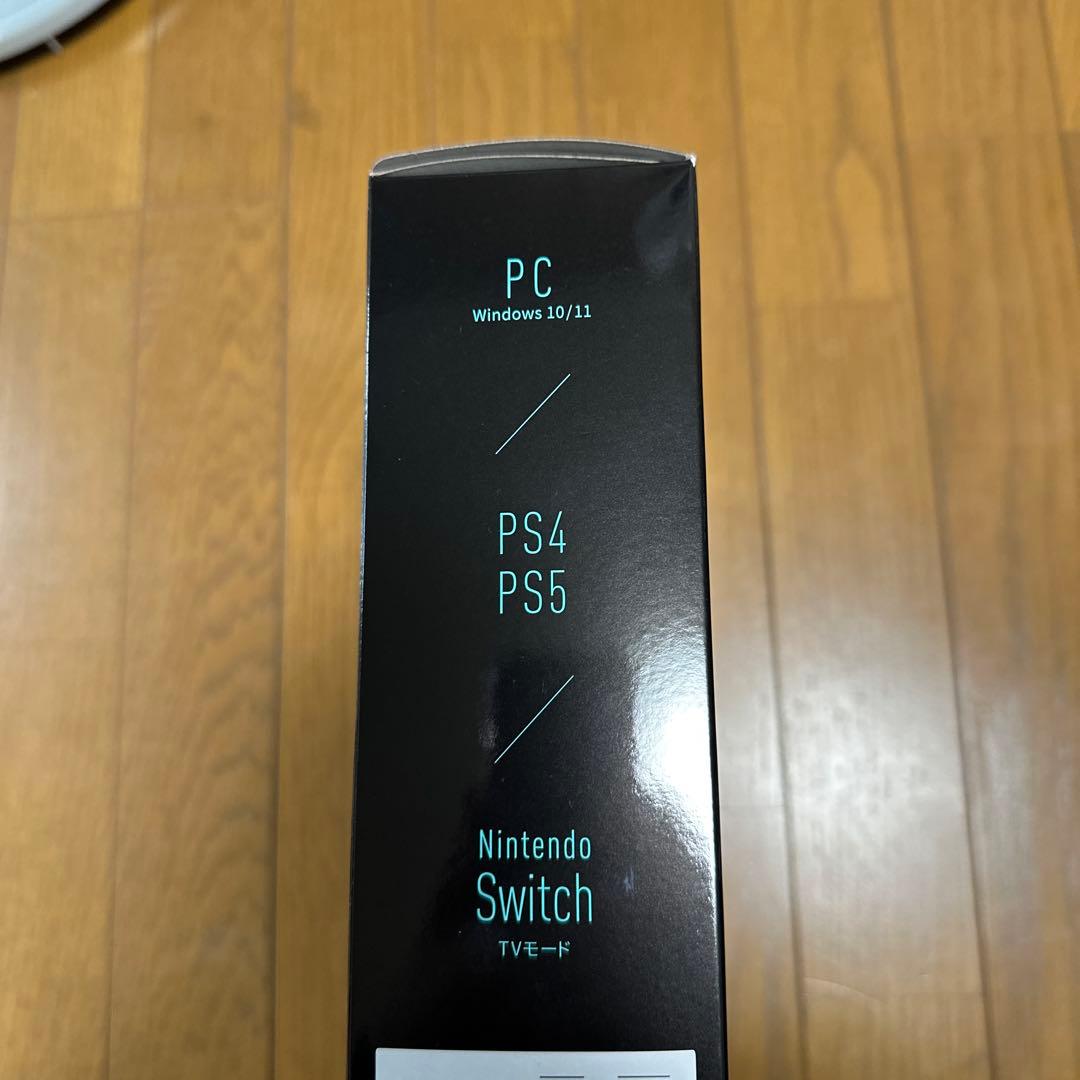 PC
Windows 10/11
PS4
PS5
Nintendo
Switch
TVモード